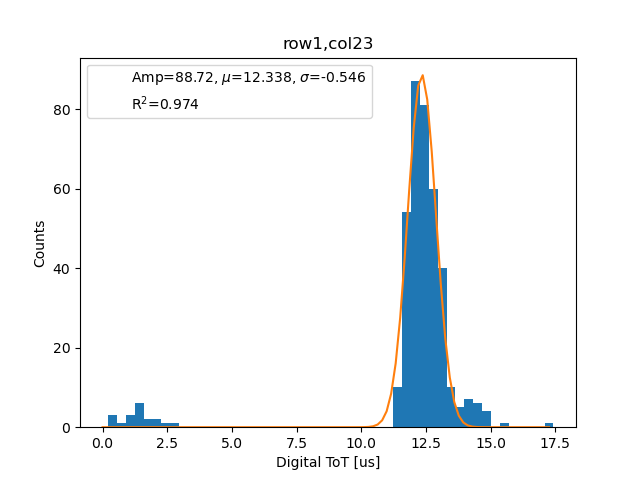 row1,col23
Amp=88.72, μ=12.338, σ=-0.546
R²=0.974
Counts
80
60
40
20
0
0.0 2.5 5.0 7.5 10.0 12.5 15.0 17.5
Digital ToT [us]